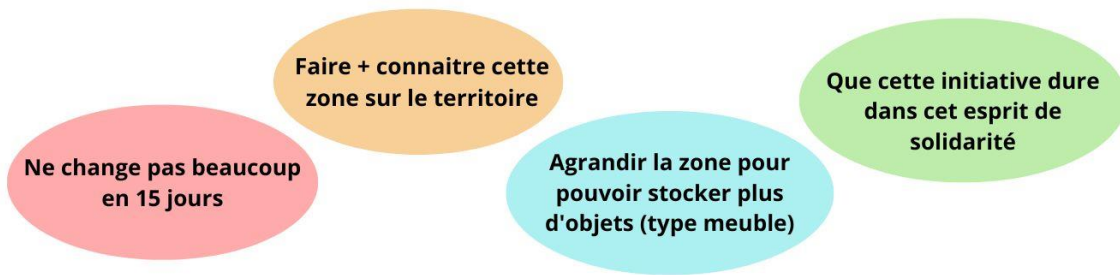 Ne change pas beaucoup
en 15 jours
Faire + connaitre cette
zone sur le territoire
Agrandir la zone pour
pouvoir stocker plus
d'objets (type meuble)
Que cette initiative dure
dans cet esprit de
solidarité